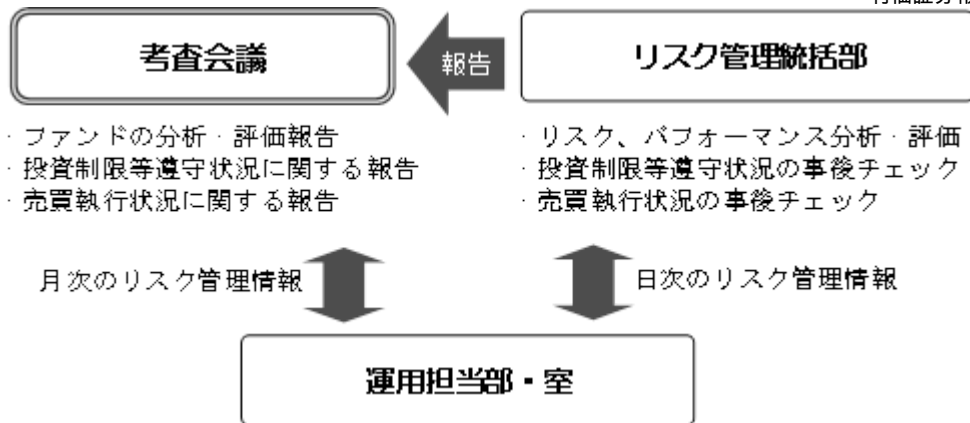 考査会議
報告
リスク管理統括部
・ファンドの分析・評価報告
・投資制限等遵守状況に関する報告
・売買執行状況に関する報告
・リスク、パフォーマンス分析・評価
・投資制限等遵守状況の事後チェック
・売買執行状況の事後チェック
月次のリスク管理情報
日次のリスク管理情報
運用担当部・室